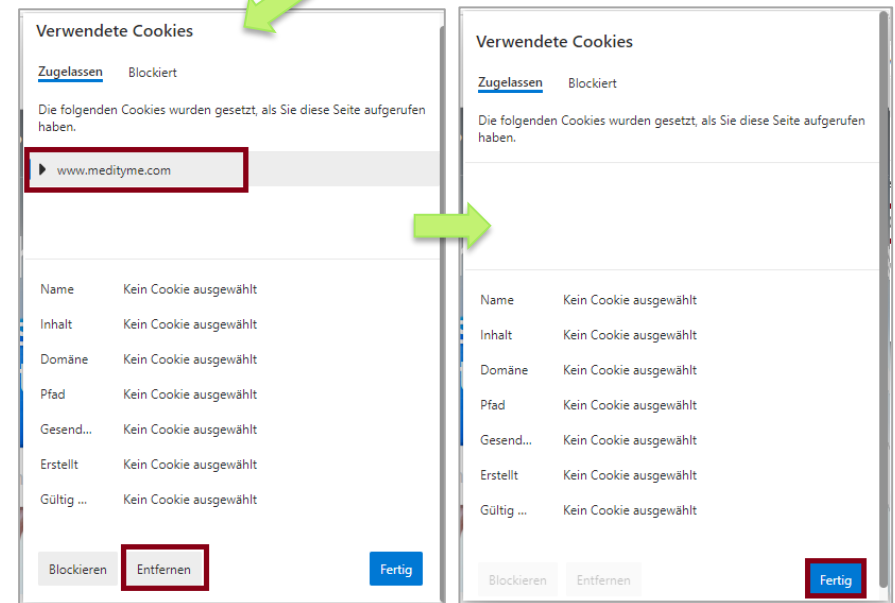 Verwendete Cookies
Zugelassen Blockiert
Die folgenden Cookies wurden gesetzt, als Sie diese Seite aufgerufen
haben.
www.medityme.com
Name Kein Cookie ausgewählt
Inhalt Kein Cookie ausgewählt
Domäne Kein Cookie ausgewählt
Pfad Kein Cookie ausgewählt
Gesend... Kein Cookie ausgewählt
Erstellt Kein Cookie ausgewählt
Gültig ... Kein Cookie ausgewählt
Blockieren Entfernen Fertig
Verwendete Cookies
Zugelassen Blockiert
Die folgenden Cookies wurden gesetzt, als Sie diese Seite aufgerufen
haben.
Name Kein Cookie ausgewählt
Inhalt Kein Cookie ausgewählt
Domäne Kein Cookie ausgewählt
Pfad Kein Cookie ausgewählt
Gesend... Kein Cookie ausgewählt
Erstellt Kein Cookie ausgewählt
Gültig ... Kein Cookie ausgewählt
Blockieren Entfernen Fertig